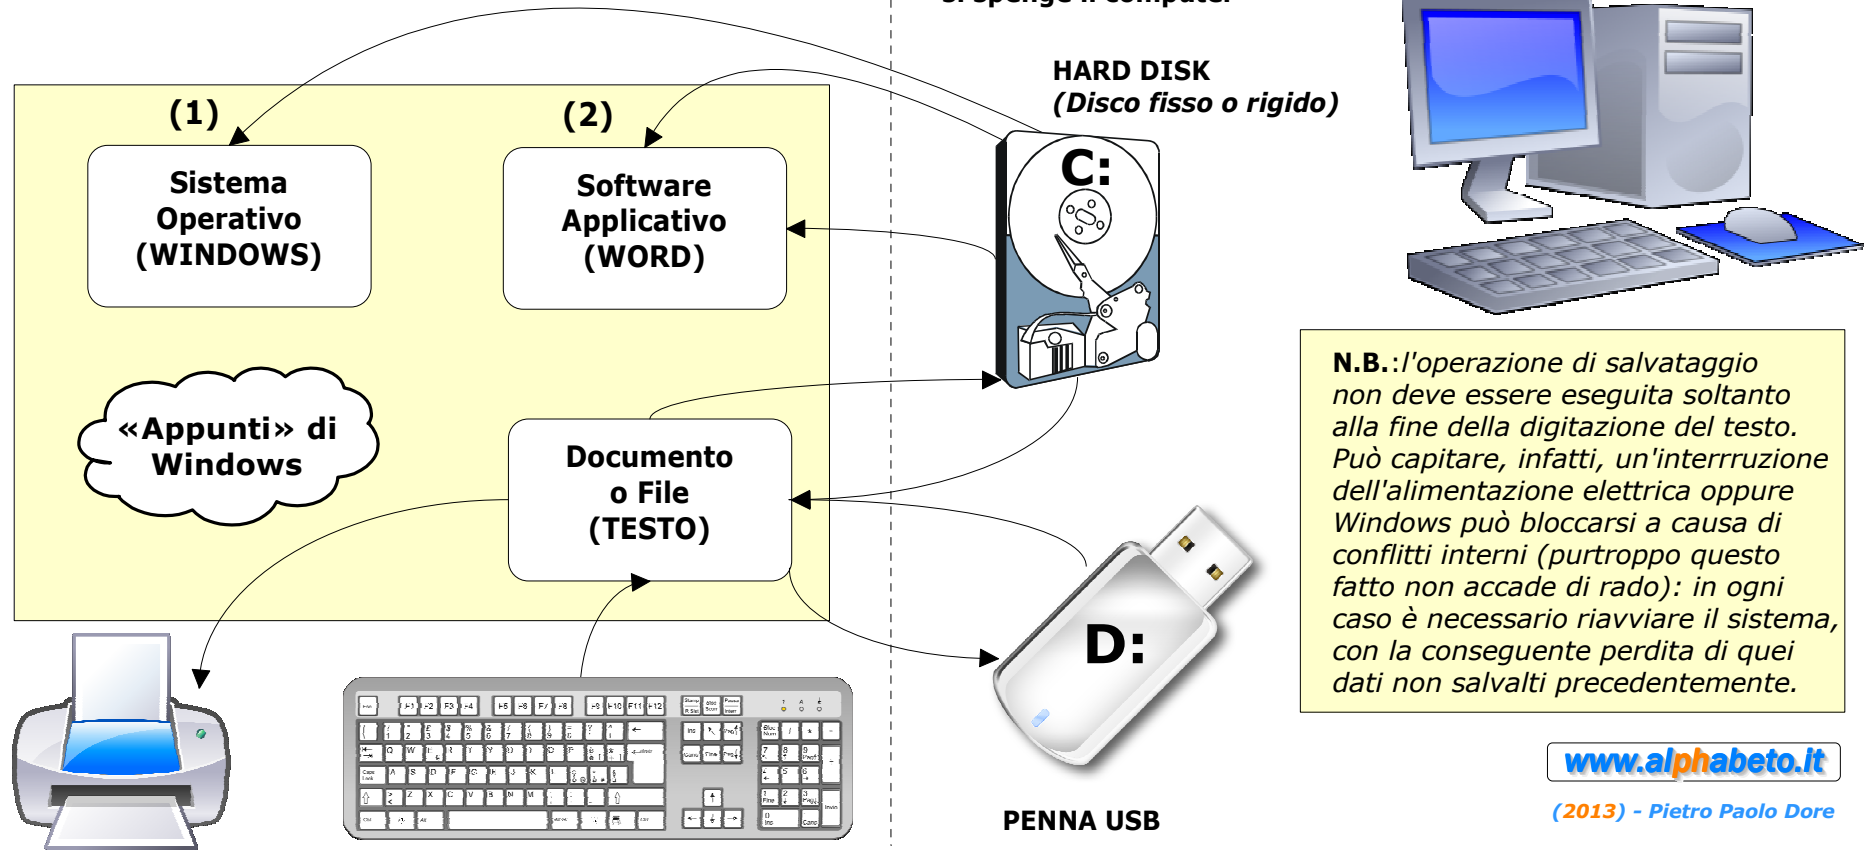 HARD DISK
(Disco fisso o rigido)
(1)
(2)
Sistema
Operativo
(WINDOWS)
Software
Applicativo
(WORD)
C:
«Appunti» di
Windows
Documento
o File
(TESTO)
D:
PENNA USB
N.B.:l'operazione di salvataggio
non deve essere eseguita soltanto
alla fine della digitazione del testo.
Può capitare, infatti, un'interrruzione
dell'alimentazione elettrica oppure
Windows può bloccarsi a causa di
conflitti interni (purtroppo questo
fatto non accade di rado): in ogni
caso è necessario riavviare il sistema,
con la conseguente perdita di quei
dati non salvalti precedentemente.
www.alphabeto.it
(2013) - Pietro Paolo Dore